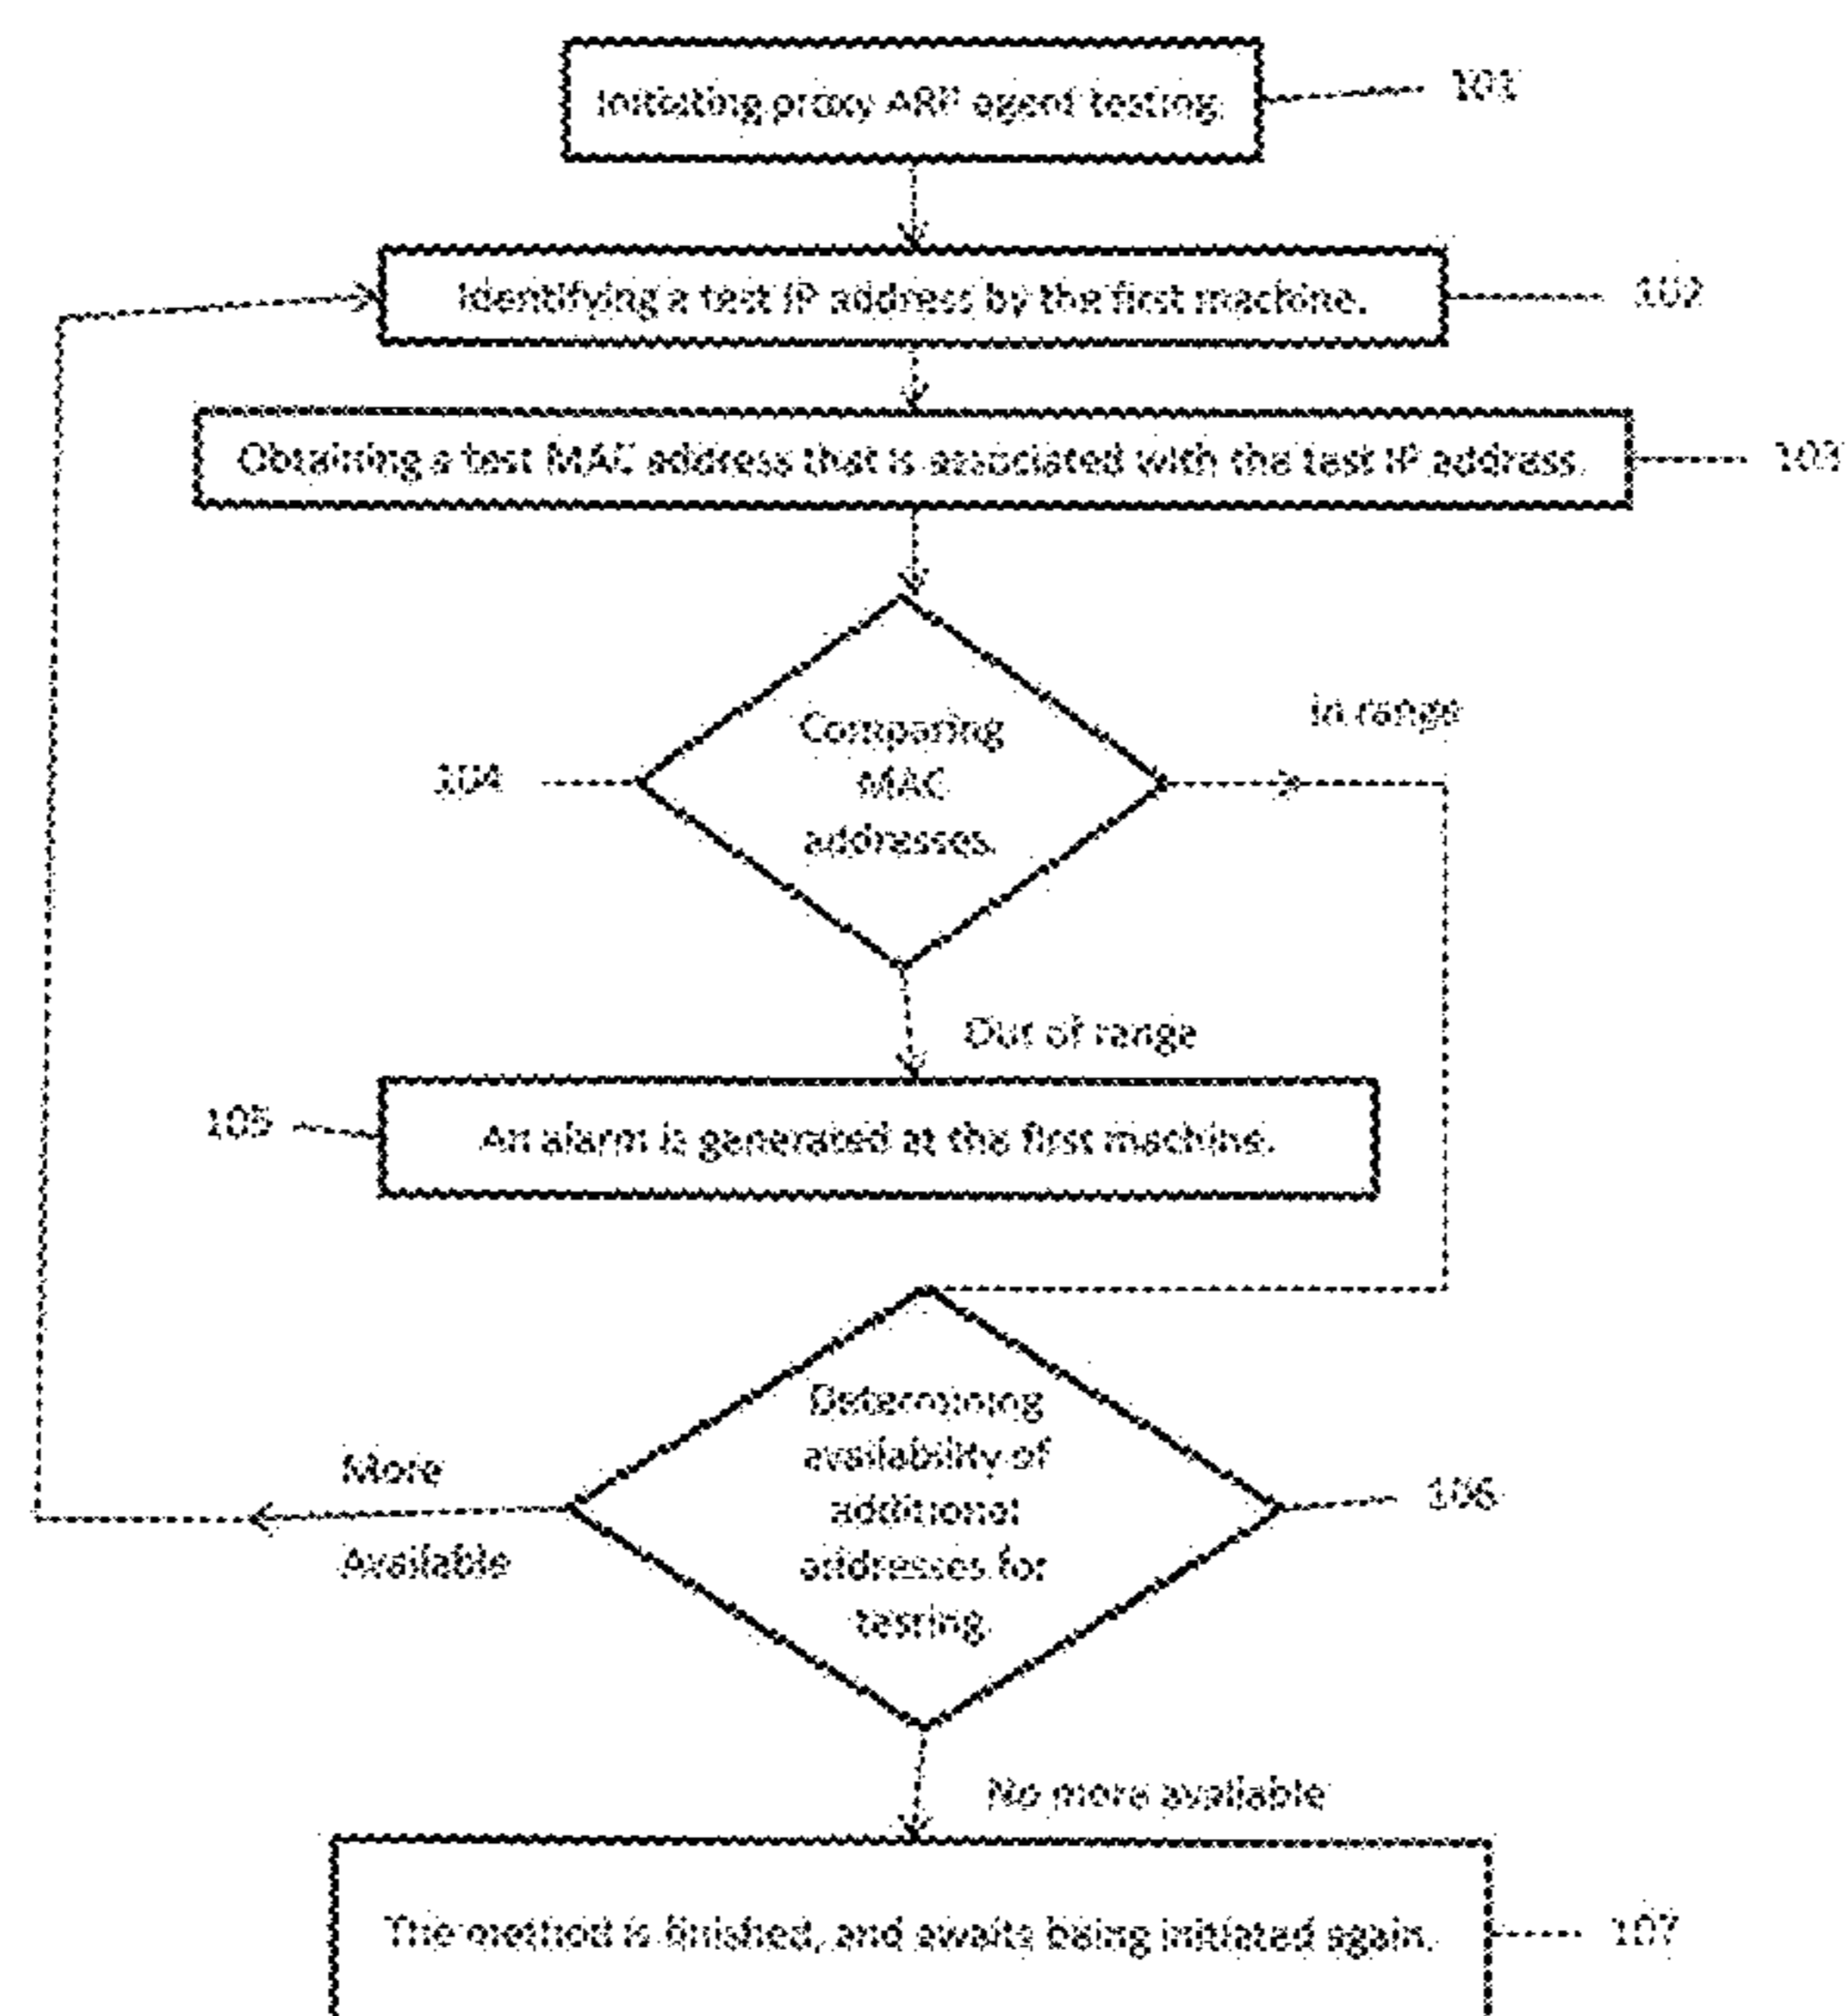 Initiating proxy ARP agent testing.
101
Identifying a test IP address by the first machine.
102
Obtaining a test MAC address that is associated with the test IP address.
103
Comparing
MAC
addresses.
104
In range
Out of range
105
An alarm is generated at the first machine.
Determining
availability of
additional
addresses for
testing
106
More
Available
No more available
The method is finished, and awaits being initiated again.
107